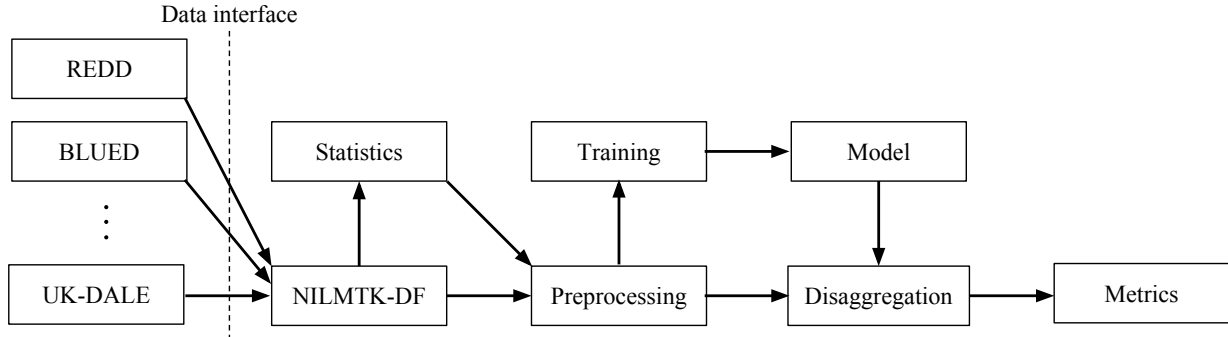 Data interface
REDD
BLUED
Statistics
Training
Model
UK-DALE
NILMTK-DF
Preprocessing
Disaggregation
Metrics